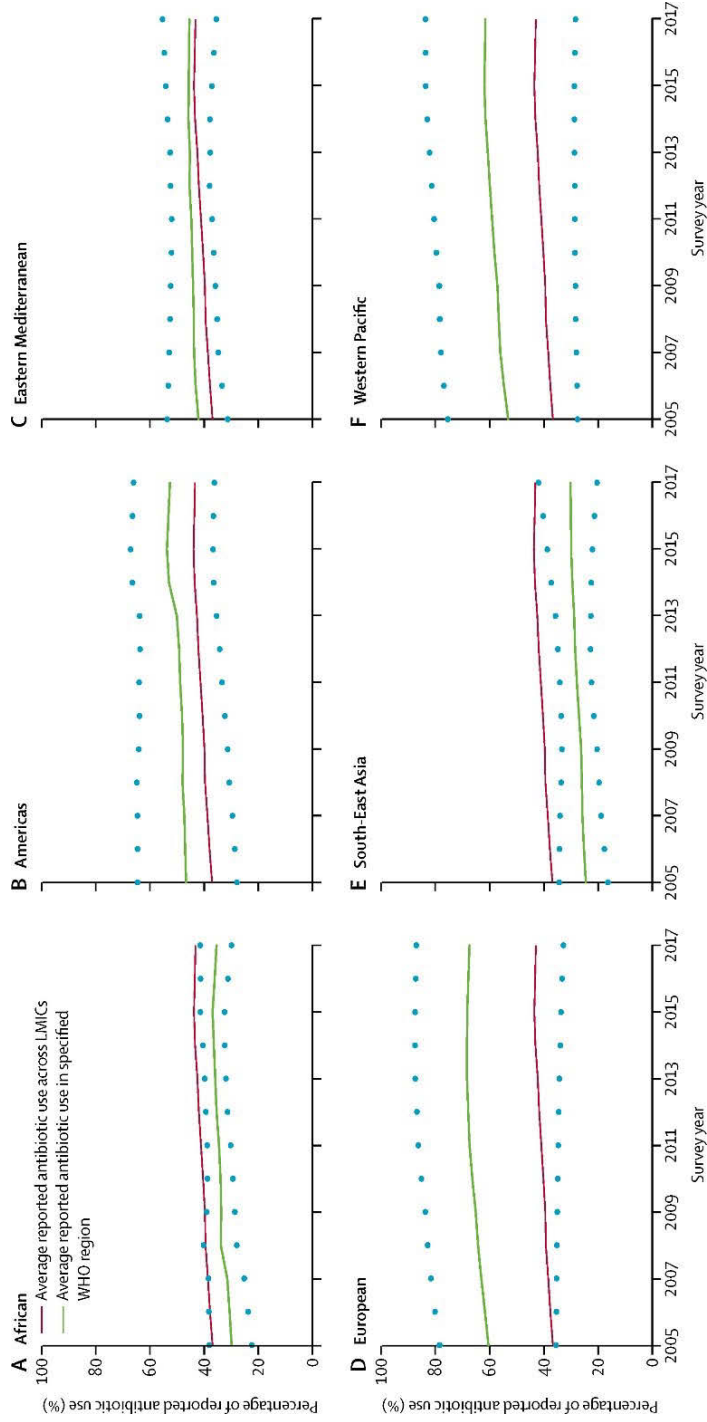 A African
Average reported antibiotic use across LMICs
Average reported antibiotic use in specified
WHO region
Percentage of reported antibiotic use (%)
100
80
60
40
20
0
B Americas
C Eastern Mediterranean
D European
Percentage of reported antibiotic use (%)
100
80
60
40
20
0
2005
2007
2009
2011
2013
2015
2017
Survey year
E South-East Asia
2005
2007
2009
2011
2013
2015
2017
Survey year
F Western Pacific
2005
2007
2009
2011
2013
2015
2017
Survey year